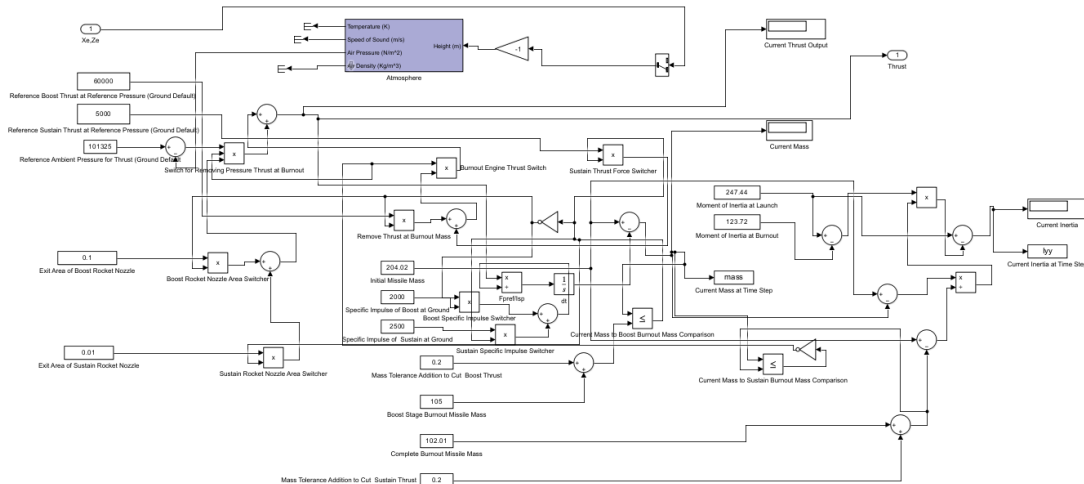 1
Xe,Ze
Temperature (K)
Speed of Sound (m/s)
Air Pressure (N/m^2)
Density (Kg/m^3)
Height (m)
Atmosphere
-1
Current Thrust Output
1
Thrust
60000
Reference Boost Thrust at Reference Pressure (Ground Default)
5000
Reference Sustain Thrust at Reference Pressure (Ground Default)
101325
Reference Ambient Pressure for Thrust (Ground Default
Switch for Removing Pressure Thrust at Burnout
x
x
Burnout Engine Thrust Switch
x
Sustain Thrust Force Switcher
Current Mass
247.44
Moment of Inertia at Launch
123.72
Moment of Inertia at Burnout
x
Current Inertia
Iyy
Current Inertia at Time Step
x
Remove Thrust at Burnout Mass
0.1
Exit Area of Boost Rocket Nozzle
x
Boost Rocket Nozzle Area Switcher
204.02
Initial Missile Mass
2000
Specific Impulse of Boost at Ground
x
Boost Specific Impulse Switcher
2500
Specific Impulse of Sustain at Ground
x
Sustain Specific Impulse Switcher
x
÷
Fpref/Isp
1
s
dt
mass
Current Mass at Time Step
x
÷
≤
Current Mass to Boost Burnout Mass Comparison
0.01
Exit Area of Sustain Rocket Nozzle
x
Sustain Rocket Nozzle Area Switcher
0.2
Mass Tolerance Addition to Cut Boost Thrust
≤
Current Mass to Sustain Burnout Mass Comparison
105
Boost Stage Burnout Missile Mass
102.01
Complete Burnout Missile Mass
Mass Tolerance Addition to Cut Sustain Thrust
0.2